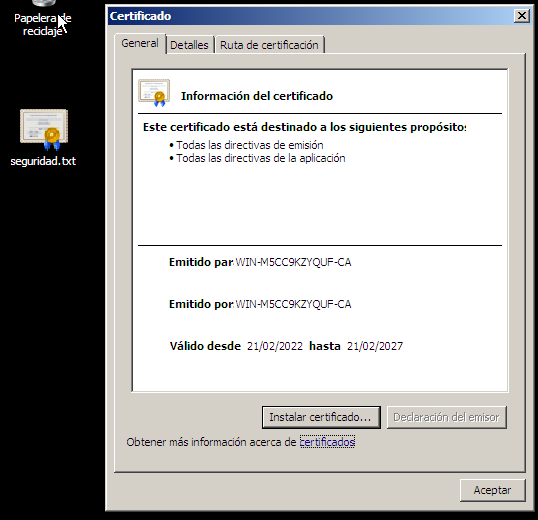 Papelera de
reciclaje
seguridad.txt
Certificado
General
Detalles
Ruta de certificación
Información del certificado
Este certificado está destinado a los siguientes propósitos
• Todas las directivas de emisión
• Todas las directivas de la aplicación
Emitido par WIN-M5CC9KZYQUF-CA
Emitido por WIN-M5CC9KZYQUF-CA
Válido desde 21/02/2022 hasta 21/02/2027
Instalar certificado...
Declaración del emisor
Obtener más información acerca de certificados
Aceptar